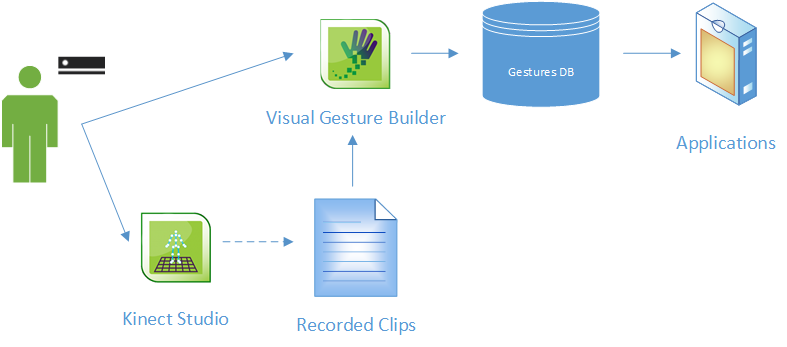 Gestures DB
Visual Gesture Builder
Applications
Kinect Studio
Recorded Clips